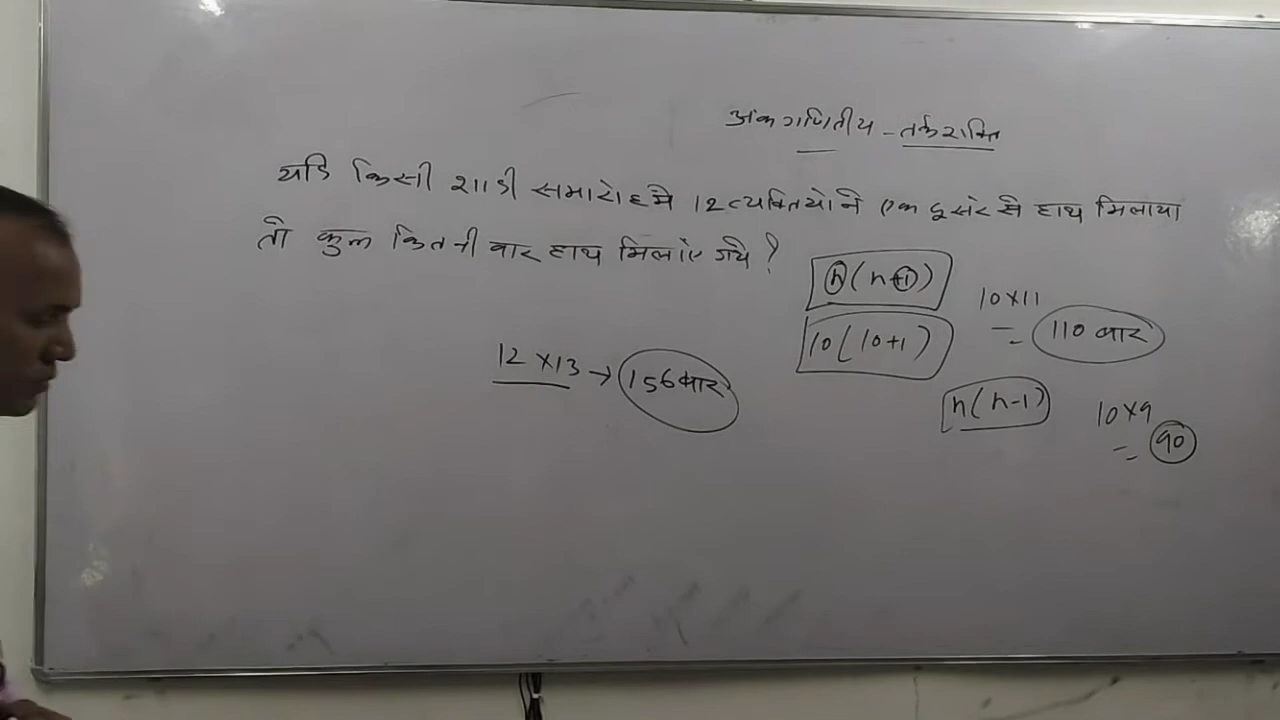 अंकगणितीय - तर्कशक्ति
यदि किसी शादी समारोह मे 12 व्यक्तियो ने एक दूसरे से हाथ मिलाया
तो कुल कितनी बार हाथ मिलाए गये ?
n(n+1)
10×11
10(10+1)
= 110 बार
12×13 → 156 बार
n(n-1)
10×9
= 90